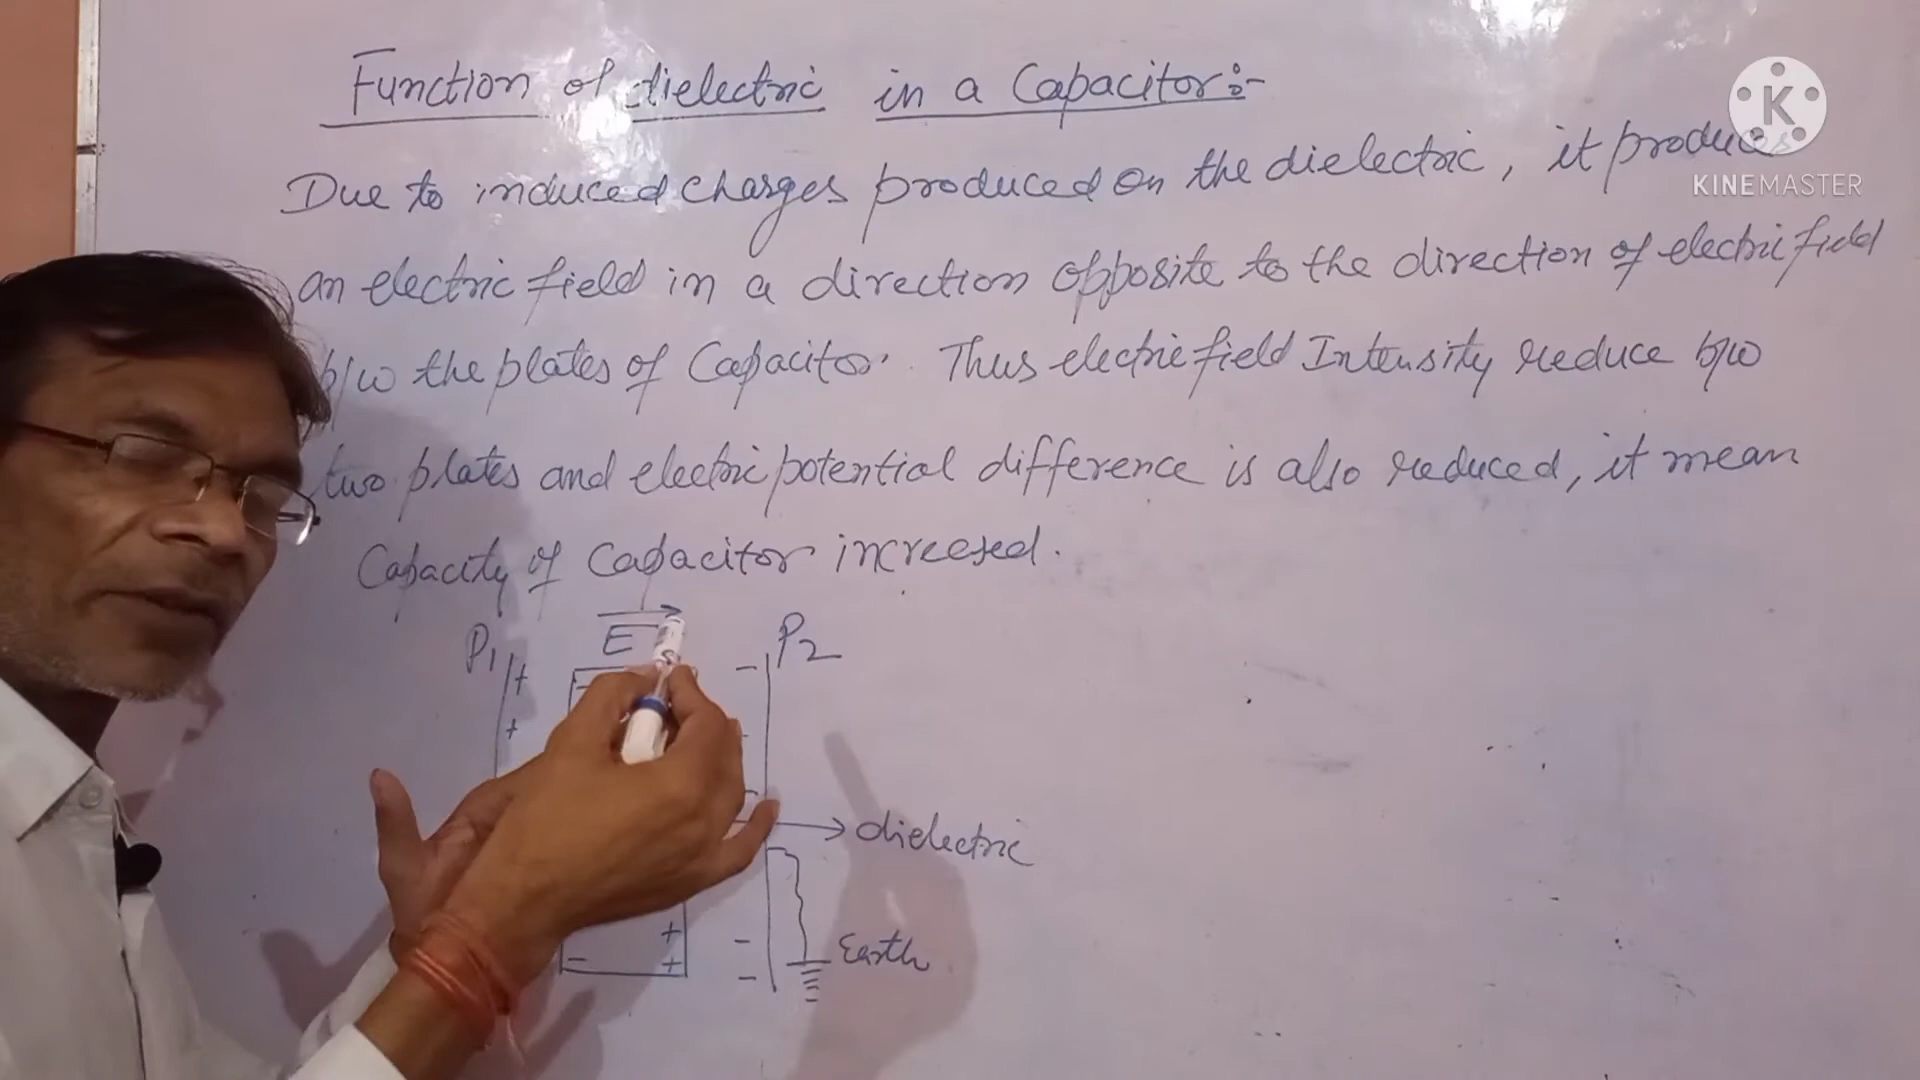 Function of dielectric in a Capacitor:-
Due to induced charges produced on the dielectric, it produces
an electric field in a direction opposite to the direction of electric field
b/w the plates of Capacitor. Thus electric field Intensity reduce b/w
two plates and electric potential difference is also reduced, it mean
Capacity of Capacitor increesed.
P1 + E - P2
+ -
dielectric
+ - Earth
- + -
K
KINEMASTER